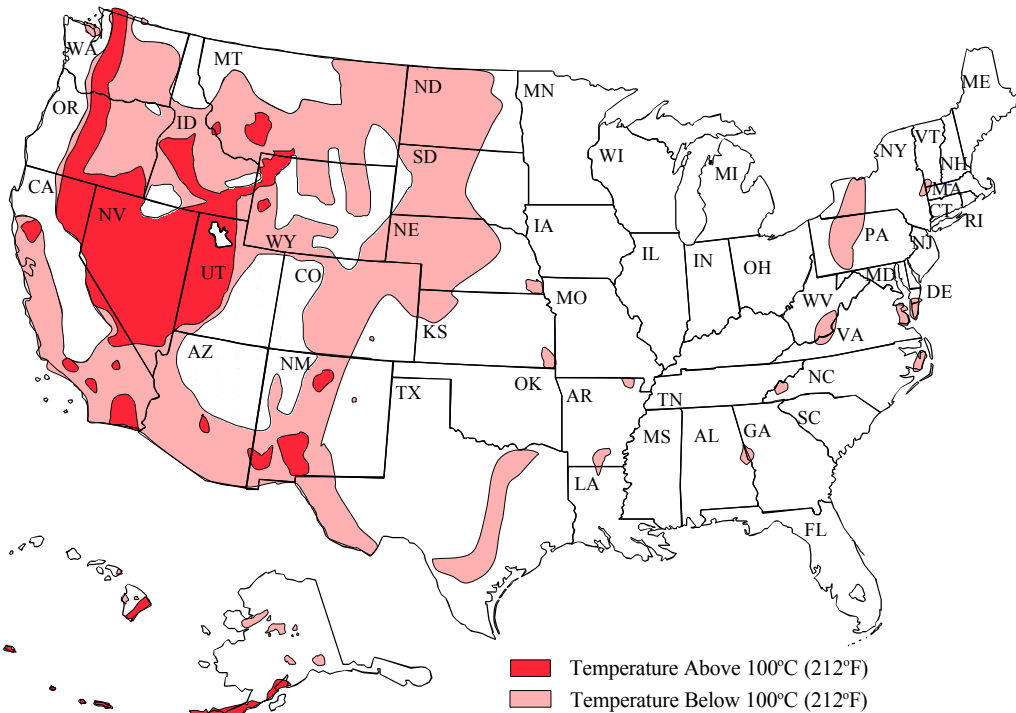 WA
MT
ND
MN
ME
OR
ID
SD
WI
MI
NY
VT
NH
MA
CT
RI
CA
NV
WY
NE
IA
PA
NJ
UT
CO
IL
IN
OH
MD
DE
KS
MO
WV
VA
AZ
NM
TX
OK
AR
TN
NC
SC
MS
AL
GA
LA
FL
Temperature Above 100ºC (212ºF)
Temperature Below 100ºC (212ºF)